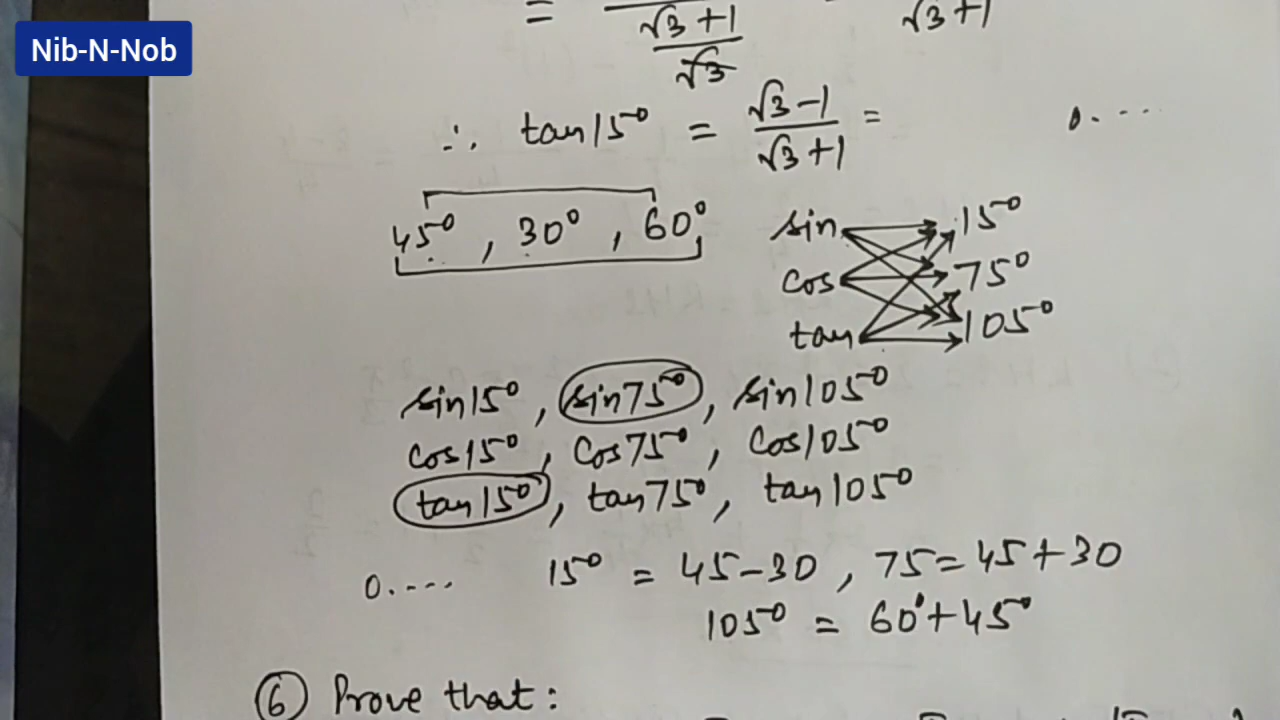 Nib-N-Nob
= √3+1 / √3 √3+1
∴ tan15° = √3-1 / √3+1 = 0.....
45°, 30°, 60°
sin 15°
cos 75°
tan 105°
sin15°, sin75°, sin105°
cos15°, cos75°, cos105°
tan15°, tan75°, tan105°
0.... 15° = 45-30, 75=45+30
105° = 60°+45°
⑥ Prove that: